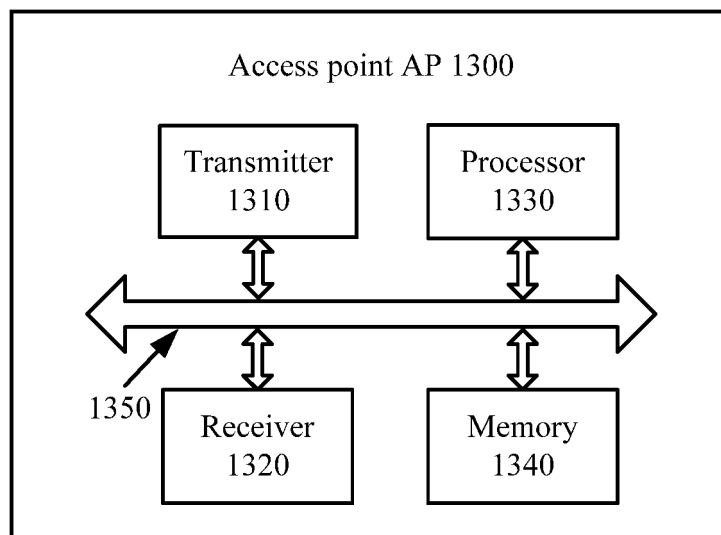 Access point AP 1300
Transmitter
1310
Processor
1330
1350
Receiver
1320
Memory
1340